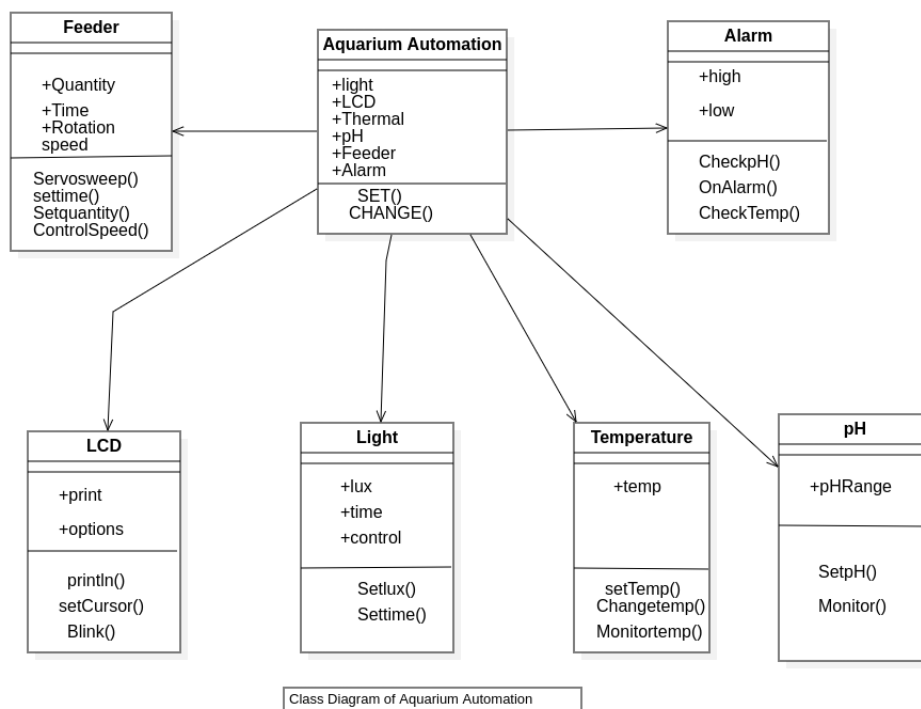 Feeder
+Quantity
+Time
+Rotation
speed
Servosweep()
settime()
Setquantity()
ControlSpeed()
Aquarium Automation
+light
+LCD
+Thermal
+pH
+Feeder
+Alarm
SET()
CHANGE()
Alarm
+high
+low
CheckpH()
OnAlarm()
CheckTemp()
LCD
+print
+options
println()
setCursor()
Blink()
Light
+lux
+time
+control
Setlux()
Settime()
Temperature
+temp
setTemp()
Changetemp()
Monitortemp()
pH
+pHRange
SetpH()
Monitor()
Class Diagram of Aquarium Automation